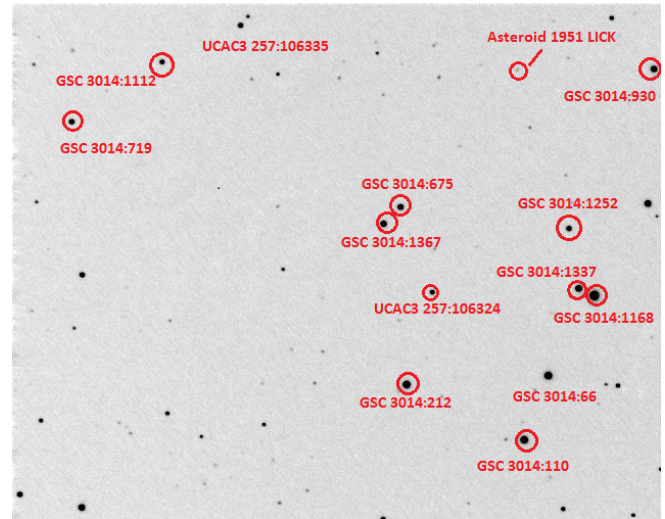 Asteroid 1951 LICK
UCAC3 257:106335
GSC 3014:1112
GSC 3014:930
GSC 3014:719
GSC 3014:675
GSC 3014:1252
GSC 3014:1367
GSC 3014:1337
UCAC3 257:106324
GSC 3014:1168
GSC 3014:66
GSC 3014:212
GSC 3014:110